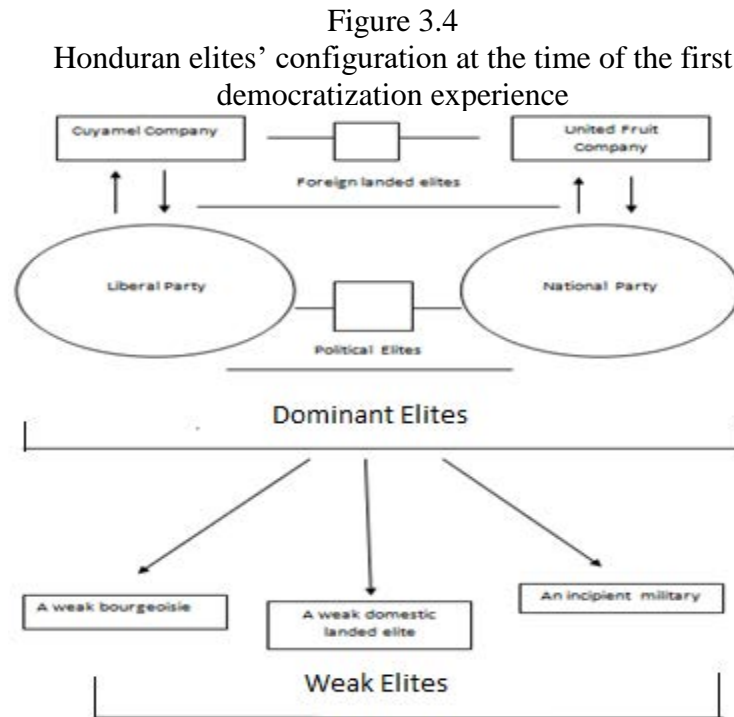 Figure 3.4
Honduran elites’ configuration at the time of the first
democratization experience
Cuyamel Company
United Fruit
Company
Foreign landed elites
Liberal Party
National Party
Political Elites
Dominant Elites
A weak bourgeoisie
A weak domestic
landed elite
An incipient military
Weak Elites